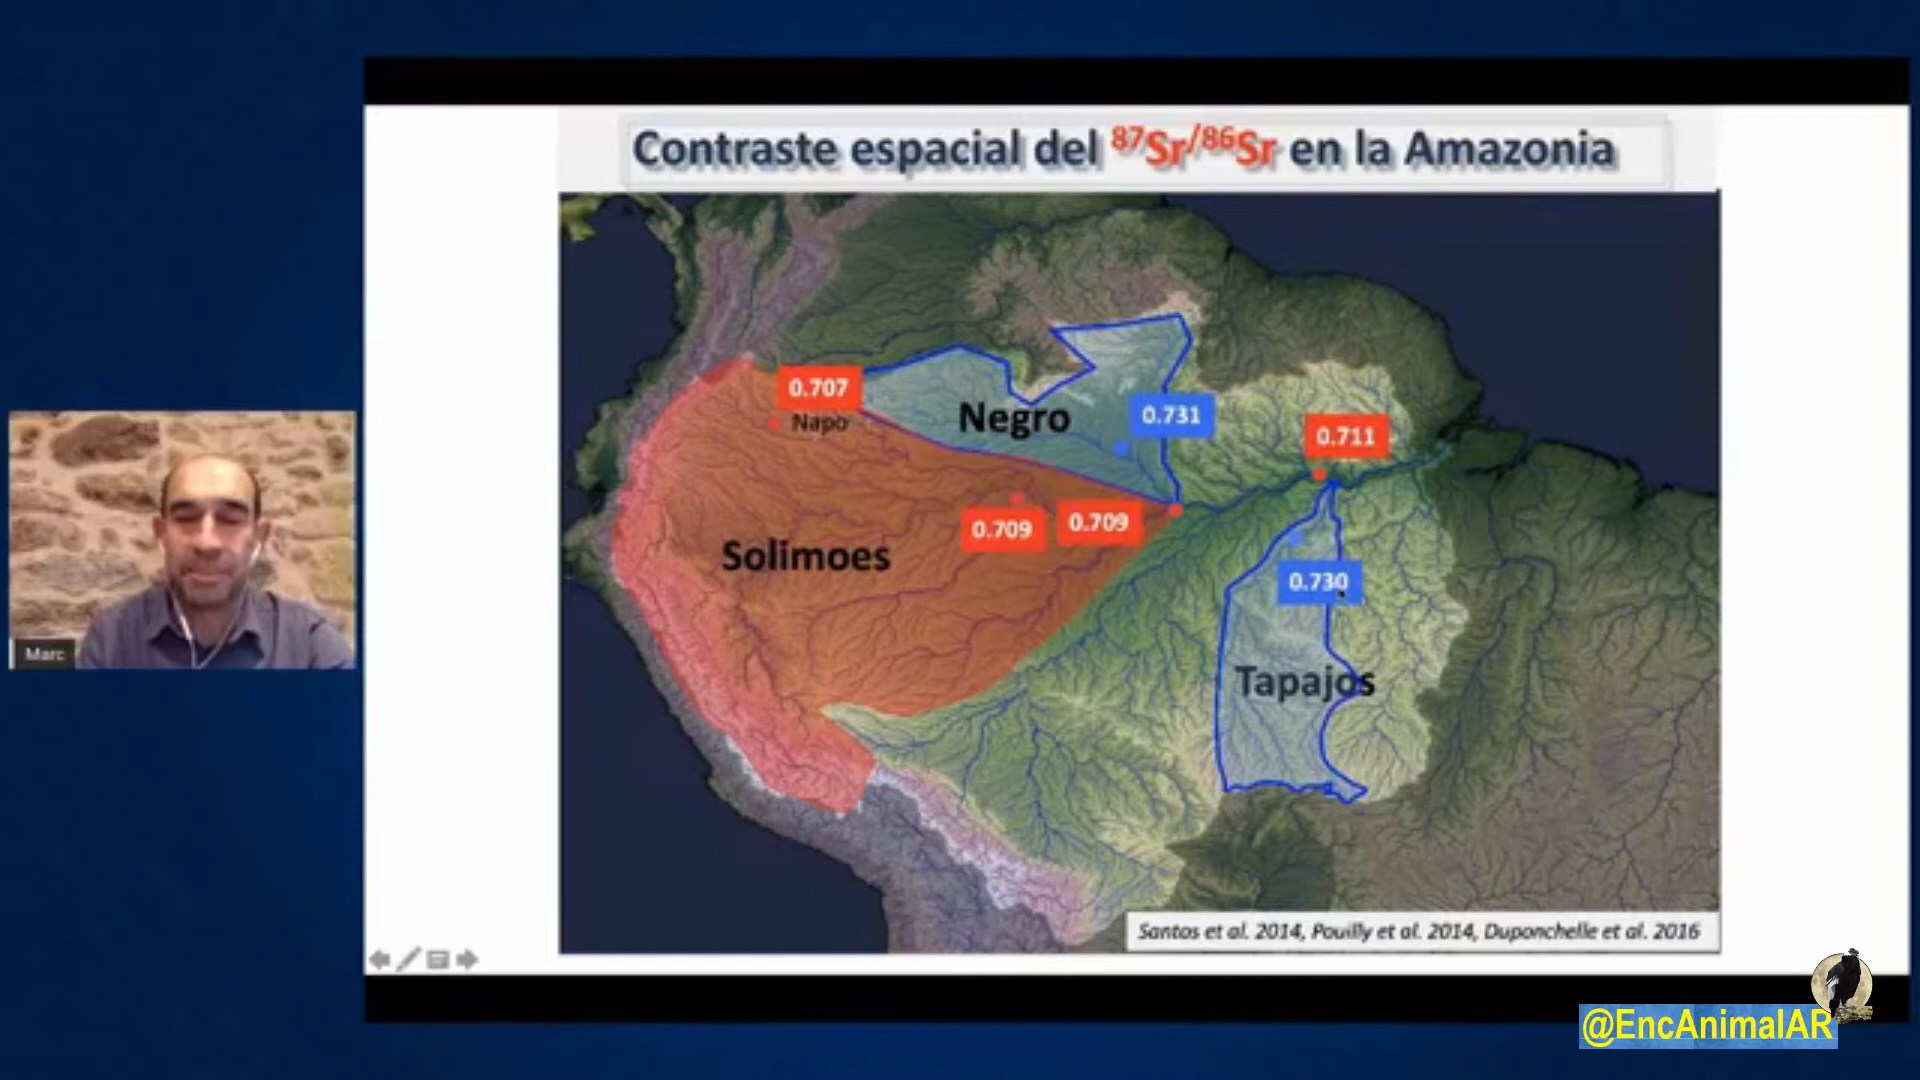 Contraste espacial del 87Sr/86Sr en la Amazonia
0.707
Napo
Negro
0.731
0.711
0.709
0.709
Solimoes
0.730
Tapajos
Marc
Santos et al. 2014, Pouilly et al. 2014, Duponchelle et al. 2016
@EncAnimalAR